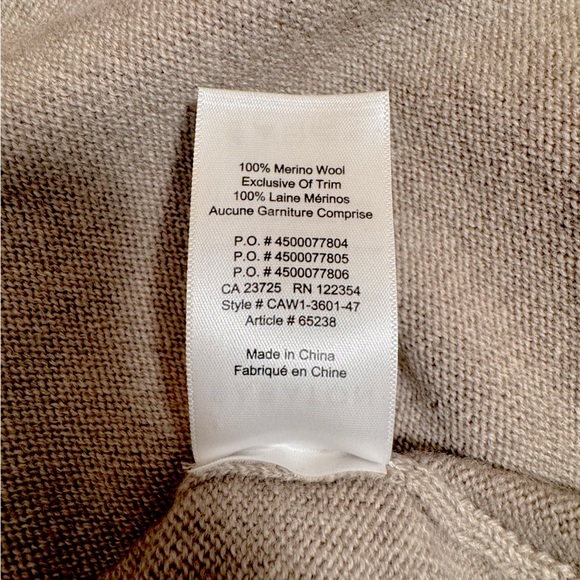 100% Merino Wool
Exclusive Of Trim
100% Laine Mérinos
Aucune Garniture Comprise
P.O. # 4500077804
P.O. # 4500077805
P.O. # 4500077806
CA 23725 RN 122354
Style # CAW1-3601-47
Article # 65238
Made in China
Fabriqué en Chine